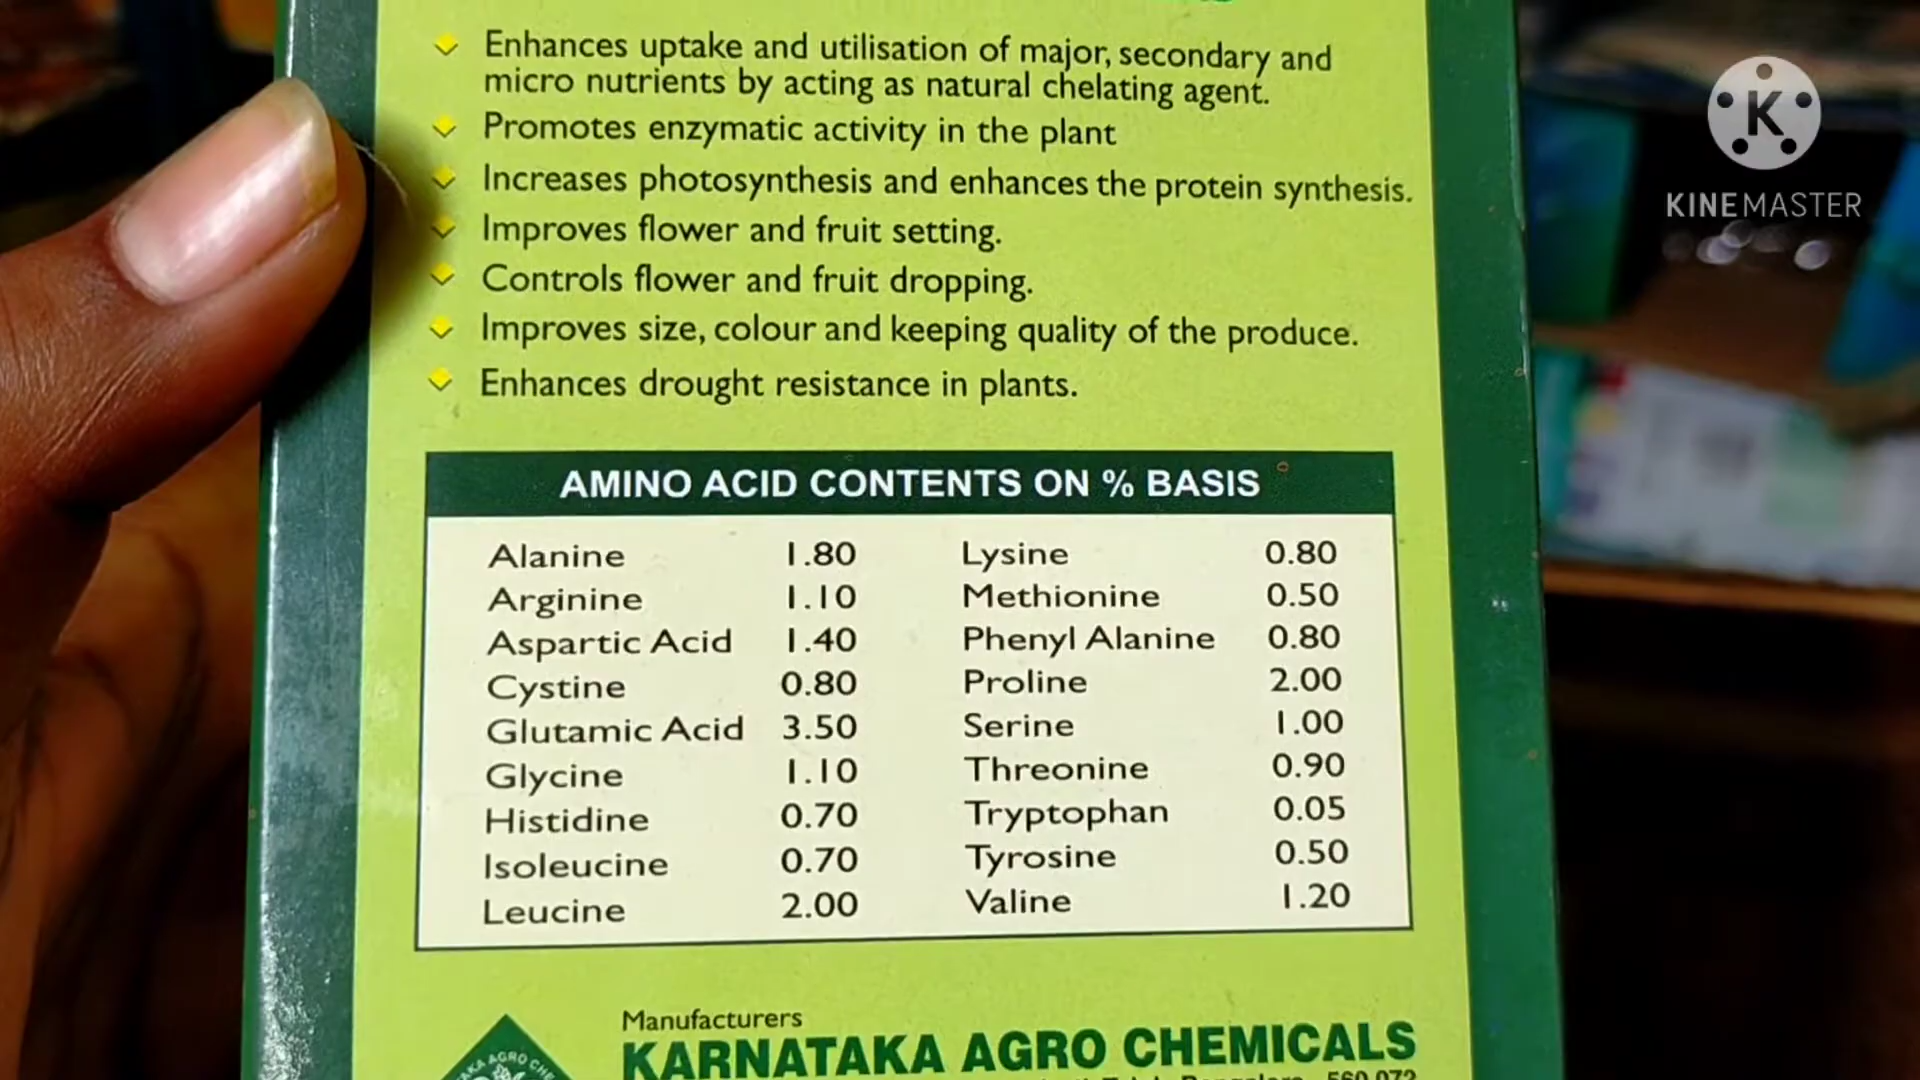 Enhances uptake and utilisation of major, secondary and
micro nutrients by acting as natural chelating agent.
Promotes enzymatic activity in the plant
Increases photosynthesis and enhances the protein synthesis.
Improves flower and fruit setting.
Controls flower and fruit dropping.
Improves size, colour and keeping quality of the produce.
Enhances drought resistance in plants.
AMINO ACID CONTENTS ON % BASIS
Alanine 1.80 Lysine 0.80
Arginine 1.10 Methionine 0.50
Aspartic Acid 1.40 Phenyl Alanine 0.80
Cystine 0.80 Proline 2.00
Glutamic Acid 3.50 Serine 1.00
Glycine 1.10 Threonine 0.90
Histidine 0.70 Tryptophan 0.05
Isoleucine 0.70 Tyrosine 0.50
Leucine 2.00 Valine 1.20
Manufacturers
KARNATAKA AGRO CHEMICALS
K
KINEMASTER